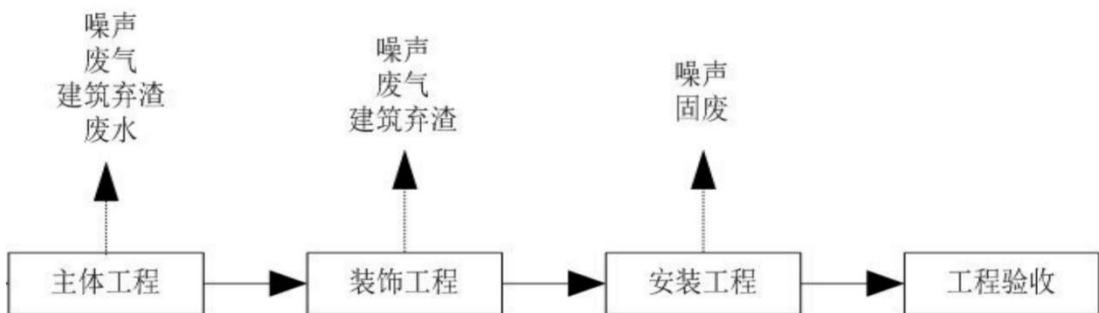 噪声
废气
建筑弃渣
废水
噪声
废气
建筑弃渣
噪声
固废
主体工程
装饰工程
安装工程
工程验收